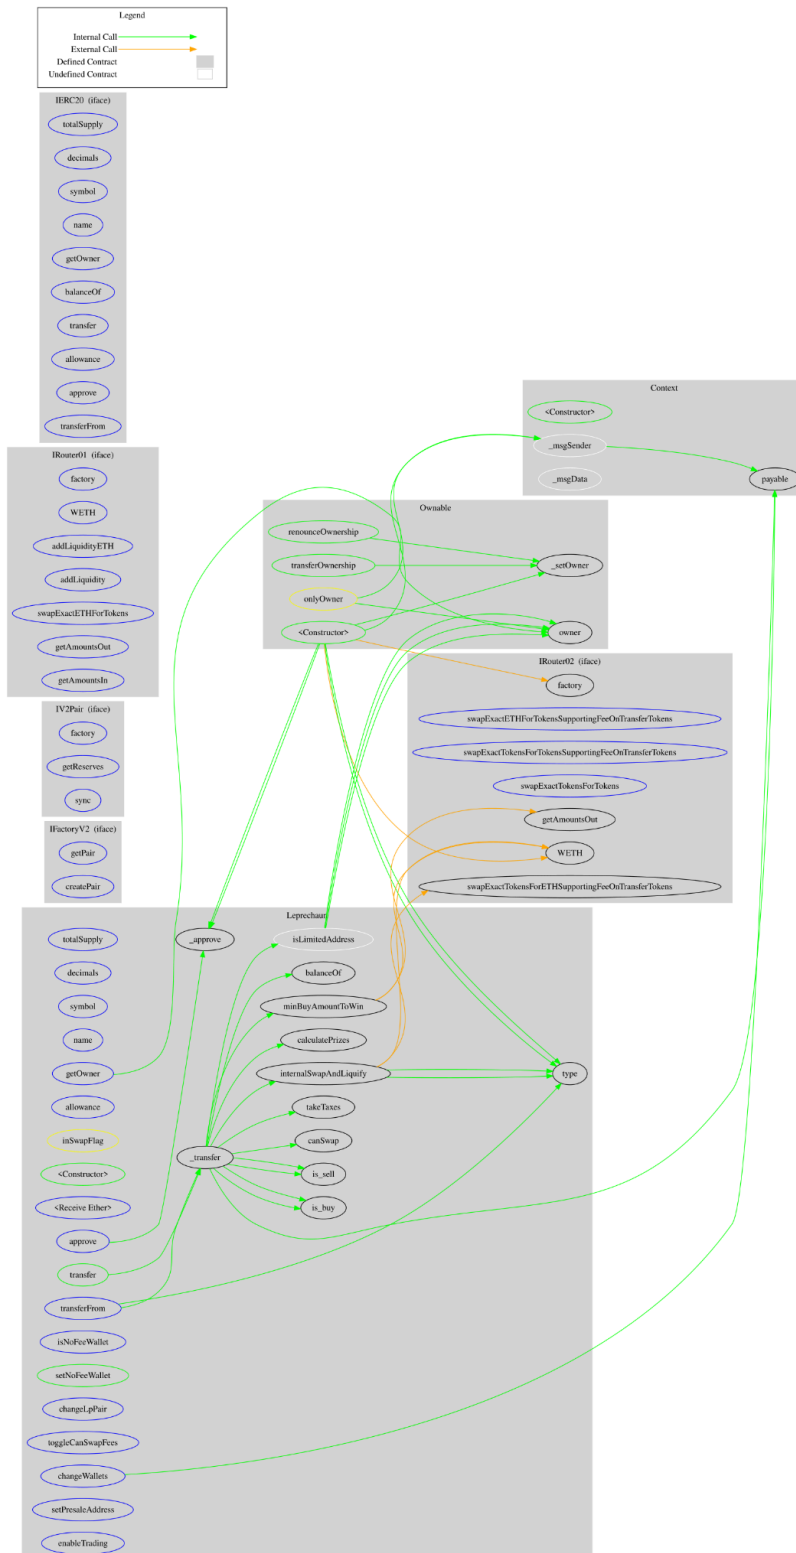 Legend
Internal Call
External Call
Defined Contract
Undefined Contract
IERC20 (iface)
totalSupply
decimals
symbol
name
getOwner
balanceOf
transfer
allowance
approve
transferFrom
IRouter01 (iface)
factory
WETH
addLiquidityETH
addLiquidity
swapExactETHForTokens
getAmountsOut
getAmountsIn
IV2Pair (iface)
factory
getReserves
sync
IFactoryV2 (iface)
getPair
createPair
Context
<Constructor>
_msgSender
_msgData
payable
Ownable
renounceOwnership
transferOwnership
onlyOwner
<Constructor>
_setOwner
owner
IRouter02 (iface)
factory
swapExactETHForTokensSupportingFeeOnTransferTokens
swapExactTokensForTokensSupportingFeeOnTransferTokens
swapExactTokensForTokens
getAmountsOut
WETH
swapExactTokensForETHSupportingFeeOnTransferTokens
Leprechaun
totalSupply
decimals
symbol
name
getOwner
allowance
inSwapFlag
<Constructor>
<Receive Ether>
approve
transfer
transferFrom
isNoFeeWallet
setNoFeeWallet
changeLpPair
toggleCanSwapFees
changeWallets
setPresaleAddress
enableTrading
_approve
_transfer
isLimitedAddress
balanceOf
minBuyAmountToWin
calculatePrizes
internalSwapAndLiquify
takeTaxes
canSwap
is_sell
is_buy
type